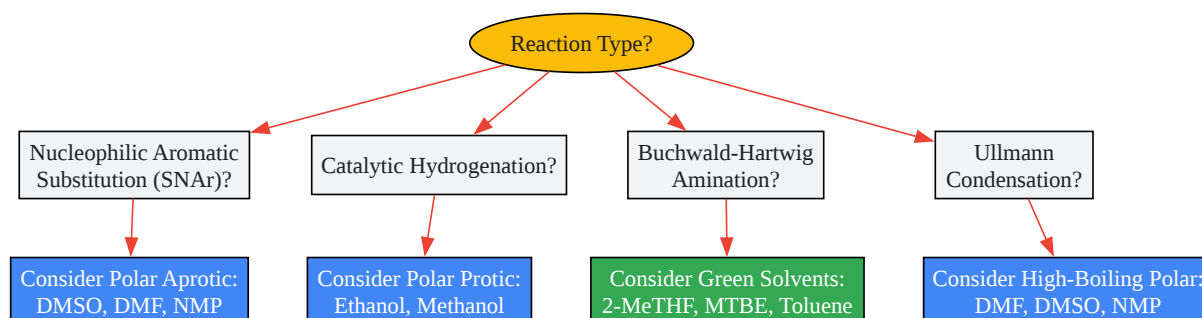 Reaction Type?
Nucleophilic Aromatic
Substitution (SNAr)?
Catalytic Hydrogenation?
Buchwald-Hartwig
Amination?
Ullmann
Condensation?
Consider Polar Aprotic:
DMSO, DMF, NMP
Consider Polar Protic:
Ethanol, Methanol
Consider Green Solvents:
2-MeTHF, MTBE, Toluene
Consider High-Boiling Polar:
DMF, DMSO, NMP